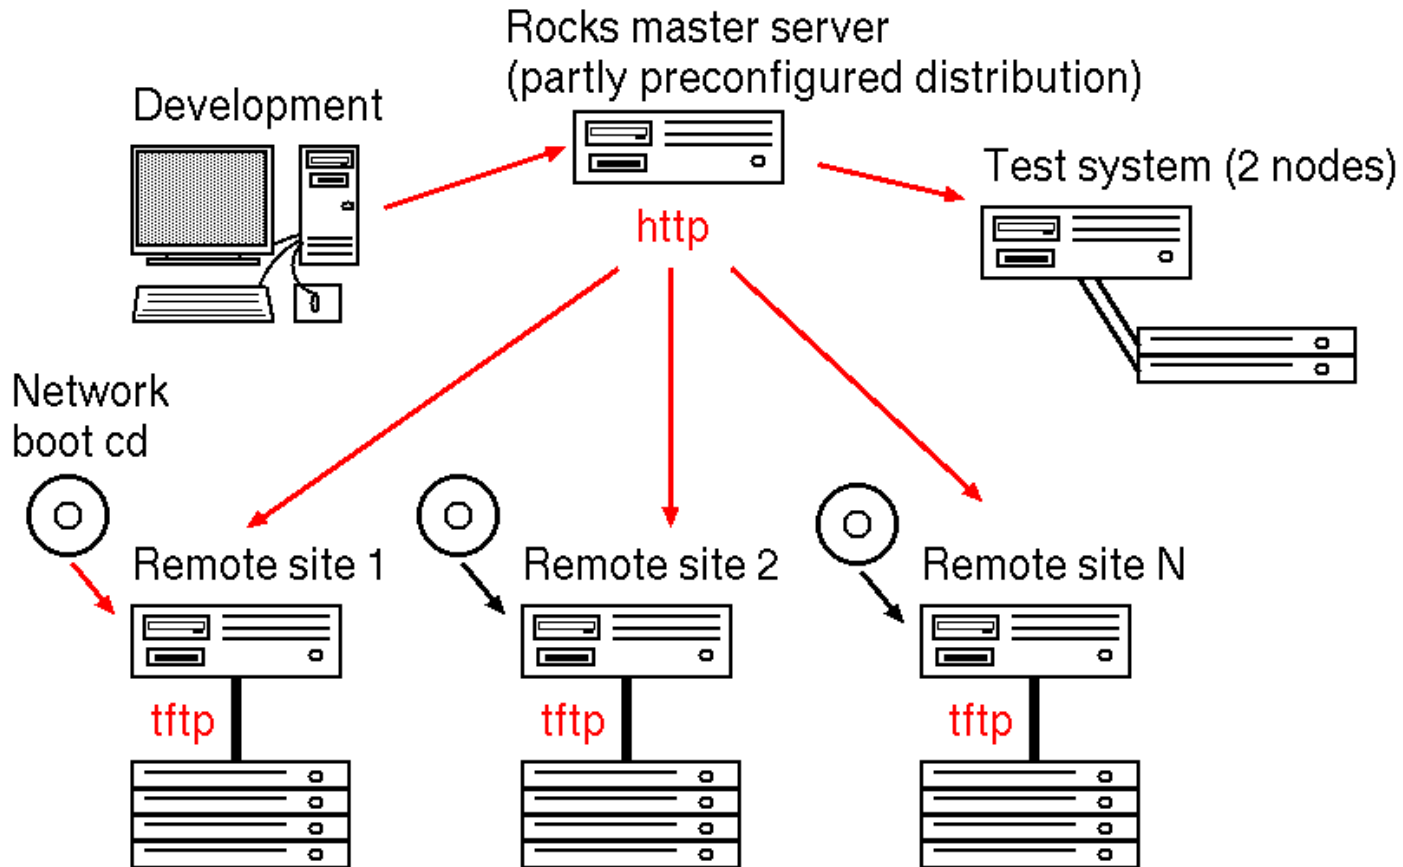 Rocks master server
(partly preconfigured distribution)
Development
Test system (2 nodes)
http
Network
boot cd
Remote site 1
Remote site 2
Remote site N
tftp
tftp
tftp